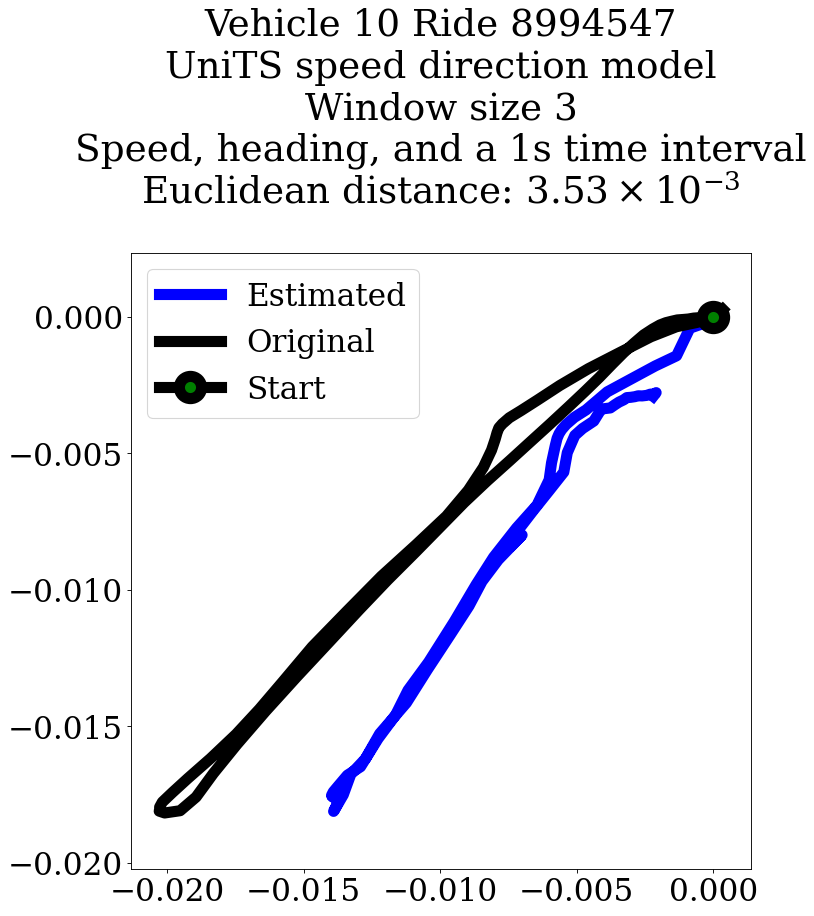 Vehicle 10 Ride 8994547
UniTS speed direction model
Window size 3
Speed, heading, and a 1s time interval
Euclidean distance: 3.53 × 10⁻³
Estimated
Original
Start
0.000
−0.005
−0.010
−0.015
−0.020
−0.020 −0.015 −0.010 −0.005 0.000